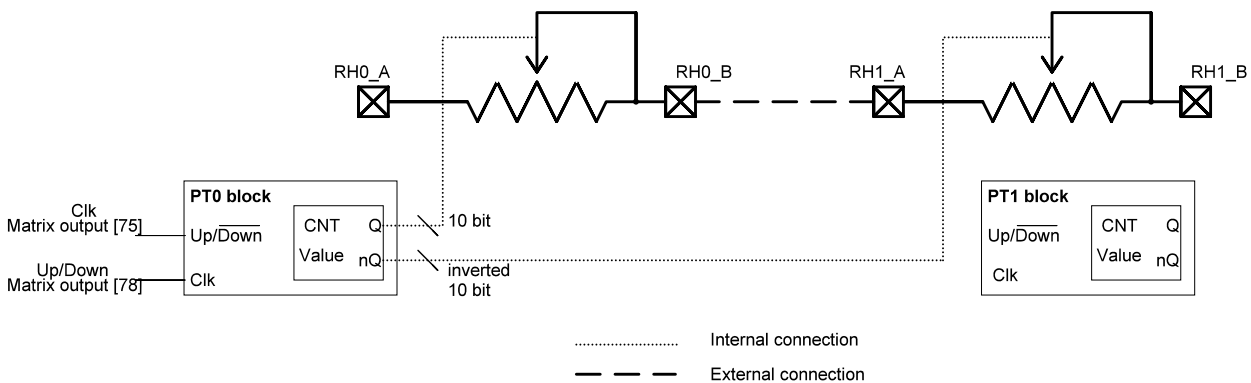 RH0_A
RH0_B
RH1_A
RH1_B
Clk
Matrix output [75]
Up/Down
Matrix output [78]
PT0 block
Up/Down
Clk
CNT
Value
Q
nQ
10 bit
inverted
10 bit
PT1 block
Up/Down
Clk
CNT
Value
Q
nQ
Internal connection
External connection